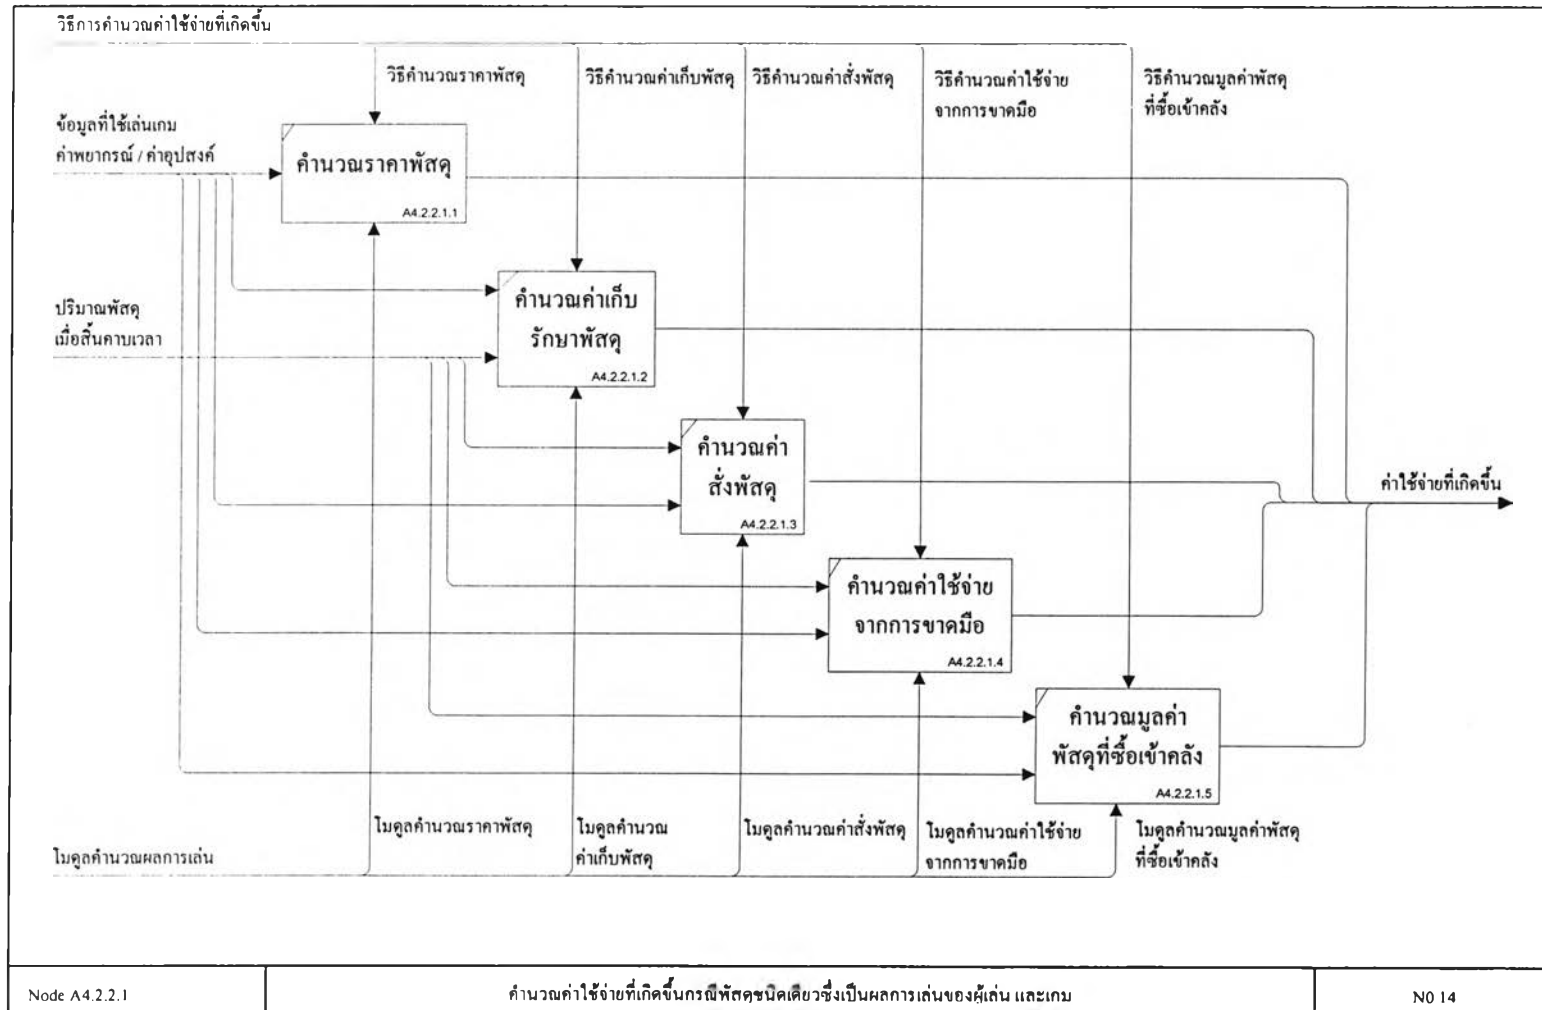 วิธีการคำนวณค่าใช้จ่ายที่เกิดขึ้น
วิธีคำนวณราคาพัสดุ
วิธีคำนวณค่าเก็บพัสดุ
วิธีคำนวณค่าสั่งพัสดุ
วิธีคำนวณค่าใช้จ่าย
จากการขาดมือ
วิธีคำนวณมูลค่าพัสดุ
ที่ซื้อเข้าคลัง
ข้อมูลที่ใช้เล่นเกม
ค่าพยากรณ์ / ค่าอุปสงค์
คำนวณราคาพัสดุ
A4.2.2.1.1
ปริมาณพัสดุ
เมื่อสิ้นคาบเวลา
คำนวณค่าเก็บ
รักษาพัสดุ
A4.2.2.1.2
คำนวณค่า
สั่งพัสดุ
A4.2.2.1.3
ค่าใช้จ่ายที่เกิดขึ้น
คำนวณค่าใช้จ่าย
จากการขาดมือ
A4.2.2.1.4
คำนวณมูลค่า
พัสดุที่ซื้อเข้าคลัง
A4.2.2.1.5
โมดูลคำนวณผลการเล่น
โมดูลคำนวณราคาพัสดุ
โมดูลคำนวณ
ค่าเก็บพัสดุ
โมดูลคำนวณค่าสั่งพัสดุ
โมดูลคำนวณค่าใช้จ่าย
จากการขาดมือ
โมดูลคำนวณมูลค่าพัสดุ
ที่ซื้อเข้าคลัง
Node A4.2.2.1
คำนวณค่าใช้จ่ายที่เกิดขึ้นกรณีพัสดุชนิดเดียวซึ่งเป็นผลการเล่นของผู้เล่น และเกม
N0 14